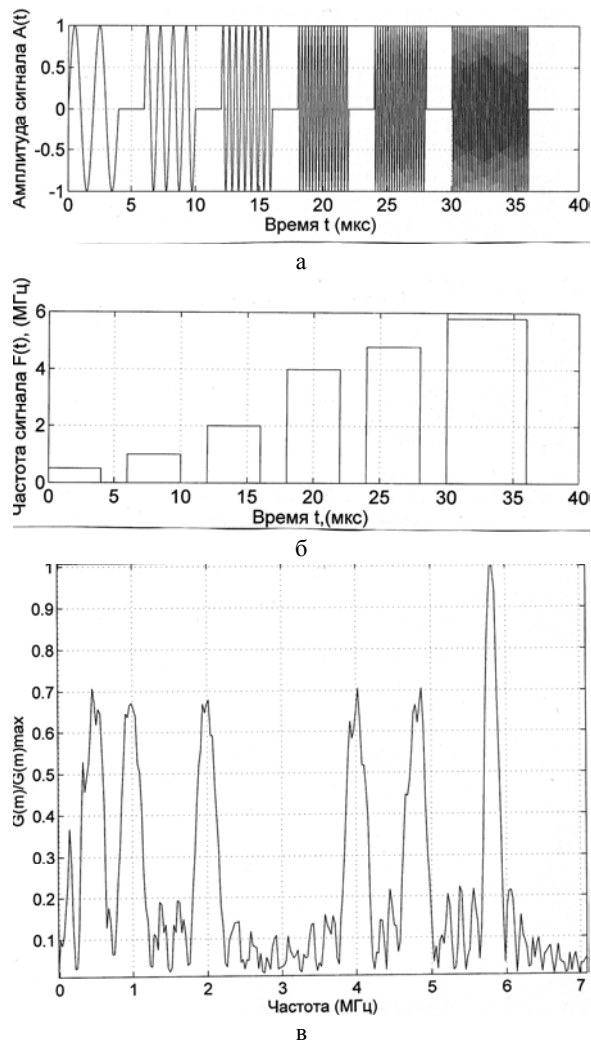 Амплитуда сигнала A(t)
1
0.5
0
-0.5
-1
0 5 10 15 20 25 30 35 40
Время t (мкс)
а
Частота сигнала F(t), (МГц)
6
4
2
0
0 5 10 15 20 25 30 35 40
Время t,(мкс)
б
G(m)/G(m)max
1
0.9
0.8
0.7
0.6
0.5
0.4
0.3
0.2
0.1
0 1 2 3 4 5 6 7
Частота (МГц)
в